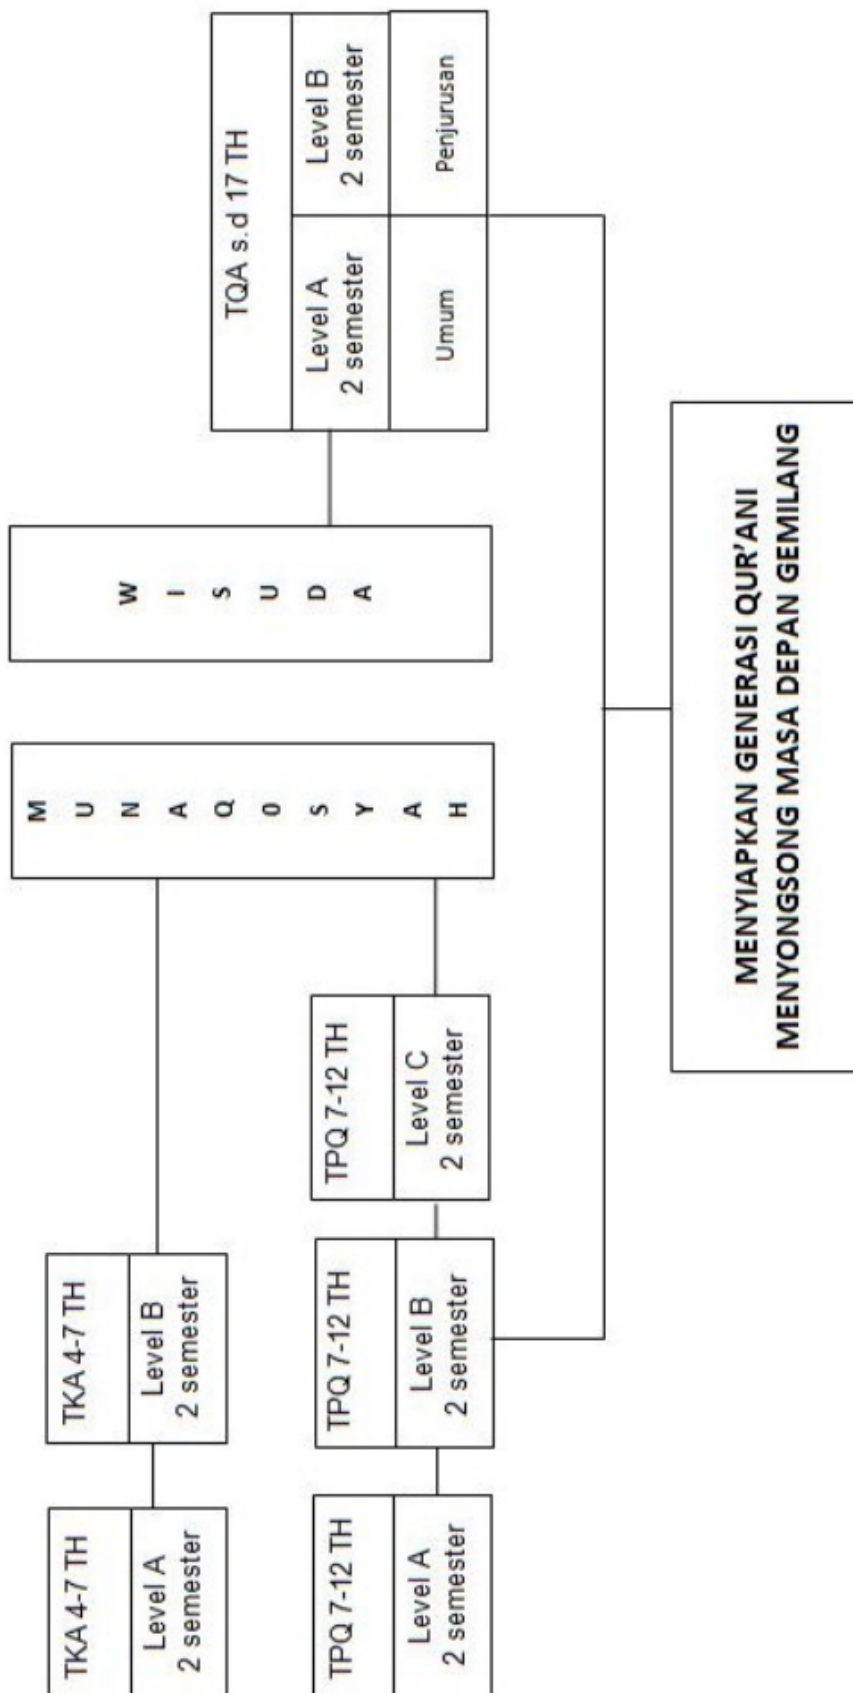 TKA 4-7 TH
Level A
2 semester
TKA 4-7 TH
Level B
2 semester
TPQ 7-12 TH
Level A
2 semester
TPQ 7-12 TH
Level B
2 semester
TPQ 7-12 TH
Level C
2 semester
M U N A Q 0 S Y A H
W I S U D A
TQA s.d 17 TH
Level A
2 semester
Level B
2 semester
Umum
Penjurusan
MENYIAPKAN GENERASI QUR'ANI
MENYONGSONG MASA DEPAN GEMILANG